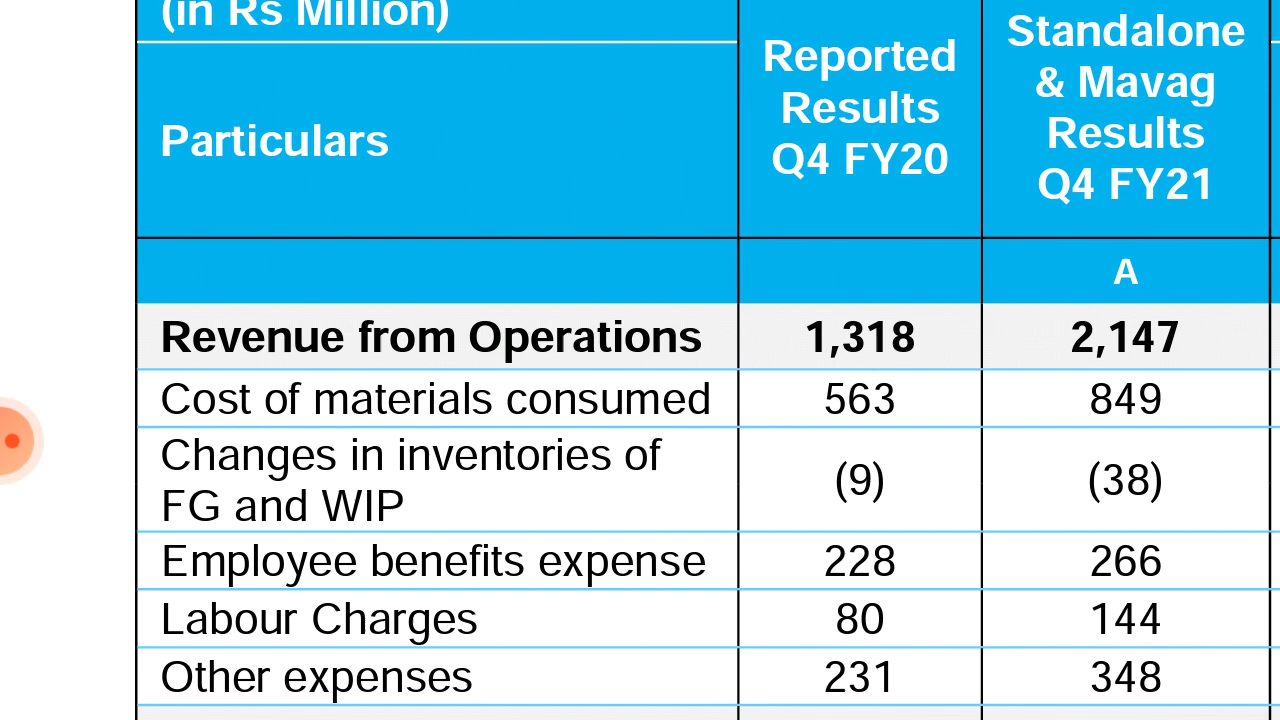 (in Rs Million)
Particulars
Reported
Results
Q4 FY20
Standalone
& Mavag
Results
Q4 FY21
A
Revenue from Operations 1,318 2,147
Cost of materials consumed 563 849
Changes in inventories of
FG and WIP (9) (38)
Employee benefits expense 228 266
Labour Charges 80 144
Other expenses 231 348